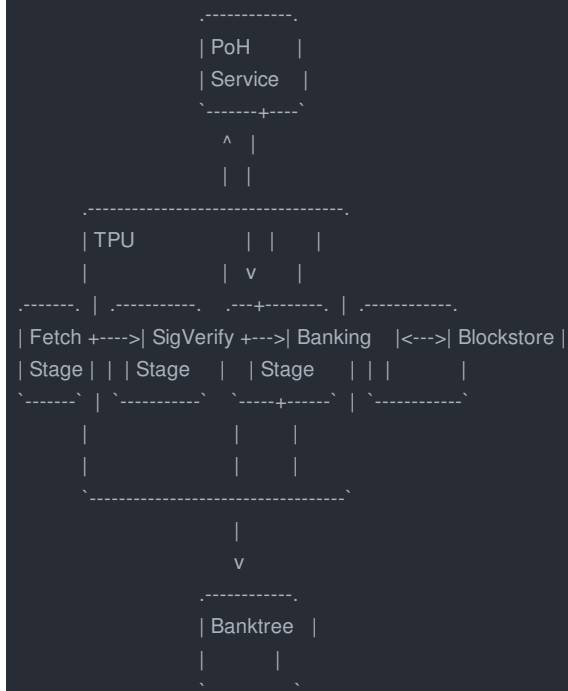 .------------.
| PoH        |
| Service    |
`-------+----`
^   |
|   |
.----------------------------------.
| TPU                  |   |     |
|                  |   v      |
.-------.  |  .-----------.    .---+--------.  |  .------------.
| Fetch +---->| SigVerify +--->| Banking    |<--->| Blockstore |
| Stage |  |  | Stage     |    | Stage      |  |  |            |
`-------`  |  `-----------`    `-----+------`  |  `------------`
|                  |         |
|                  |         |
`-----------------------------------`
|
v
.------------.
| Banktree   |
|            |
`            `